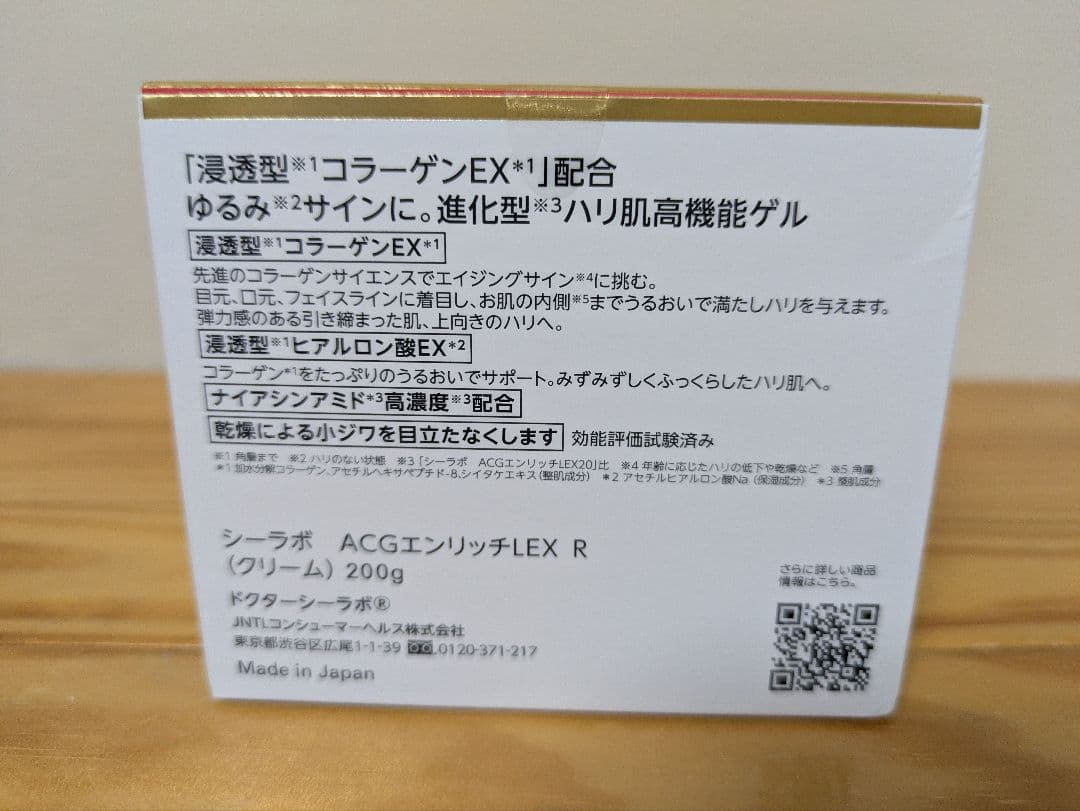 「浸透型※1コラーゲンEX*1」配合
ゆるみ※2サインに。進化型※3ハリ肌高機能ゲル
浸透型※1コラーゲンEX*1
先進のコラーゲンサイエンスでエイジングサイン※4に挑む。
目元、口元、フェイスラインに着目し、お肌の内側※5までうるおいで満たしハリを与えます。
弾力感のある引き締まった肌、上向きのハリへ。
浸透型※1ヒアルロン酸EX*2
コラーゲン*1をたっぷりのうるおいでサポート。みずみずしくふっくらしたハリ肌へ。
ナイアシンアミド*3高濃度※3配合
乾燥による小ジワを目立たなくします 効能評価試験済み
※1 角層まで ※2 ハリのない状態 ※3「シーラボ ACGエンリッチLEX20」比 ※4 年齢に応じたハリの低下や乾燥など ※5 角層
*1 加水分解コラーゲン、アセチルヘキサペプチド-8、シイタケエキス(整肌成分) *2 アセチルヒアルロン酸Na(保湿成分) *3 整肌成分
シーラボ ACGエンリッチLEX R
(クリーム) 200g
ドクターシーラボ®
JNTLコンシューマーヘルス株式会社
東京都渋谷区広尾1-1-39 0120-371-217
Made in Japan
さらに詳しい商品
情報はこちら。